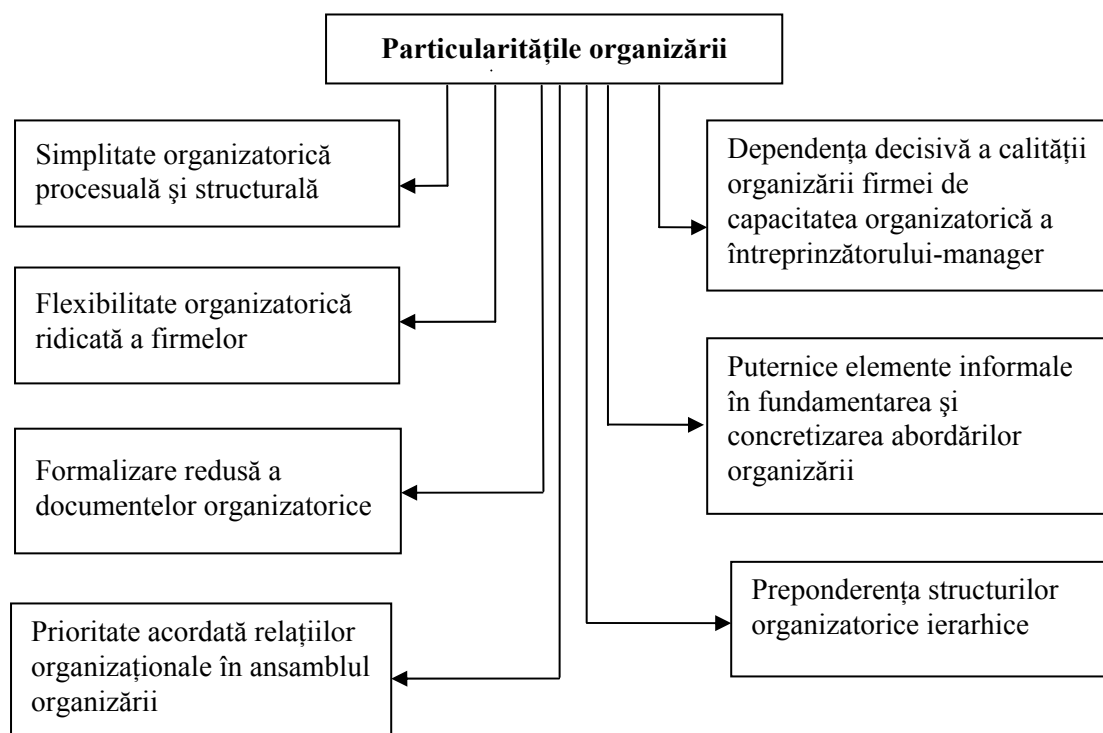 Particularitățile organizării
Simplitate organizatorică
procesuală şi structurală
Flexibilitate organizatorică
ridicată a firmelor
Formalizare redusă a
documentelor organizatorice
Prioritate acordată relațiilor
organizaționale în ansamblul
organizării
Dependența decisivă a calității
organizării firmei de
capacitatea organizatorică a
întreprinzătorului-manager
Puternice elemente informale
în fundamentarea şi
concretizarea abordărilor
organizării
Preponderența structurilor
organizatorice ierarhice